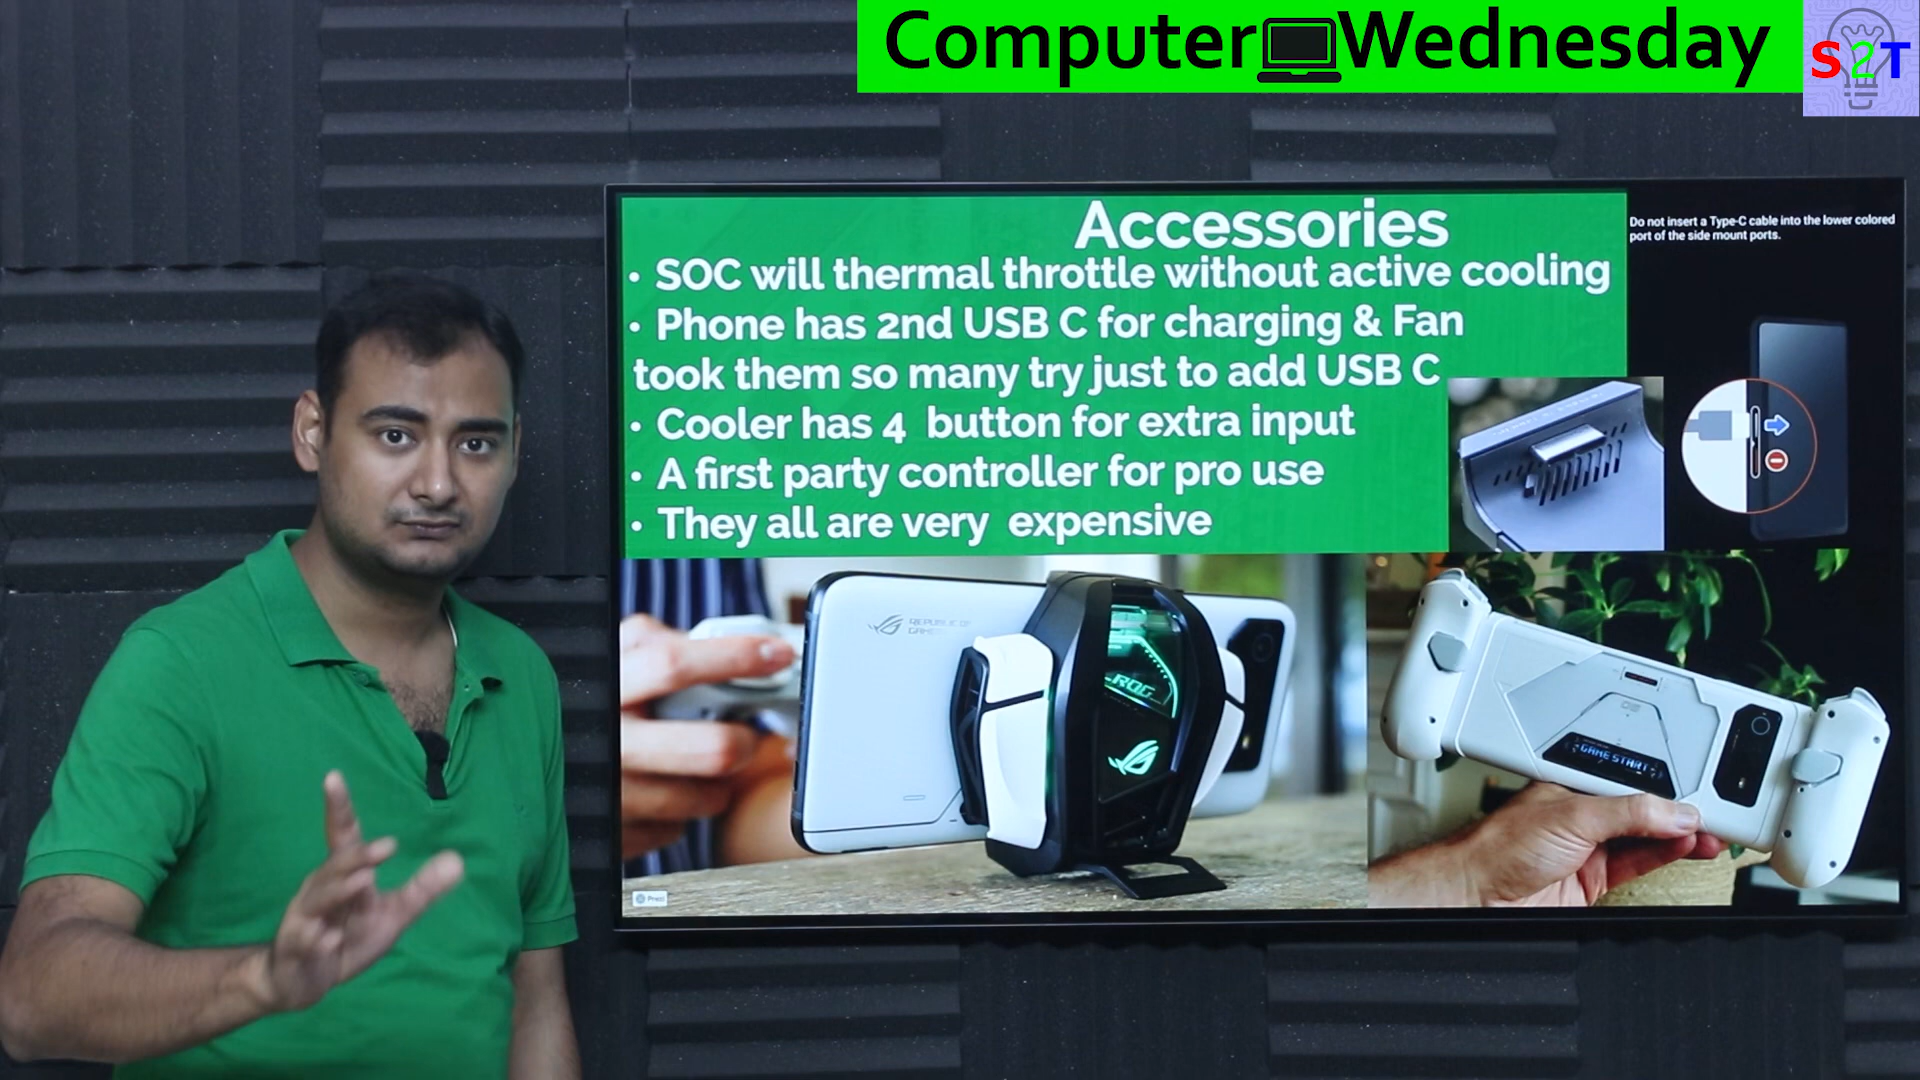 Computer Wednesday
S2T
Accessories
• SOC will thermal throttle without active cooling
• Phone has 2nd USB C for charging & Fan
took them so many try just to add USB C
• Cooler has 4 button for extra input
• A first party controller for pro use
• They all are very expensive
Do not insert a Type-C cable into the lower colored
port of the side mount ports.
REPUBLIC OF
GAMERS
ROG
GAME START